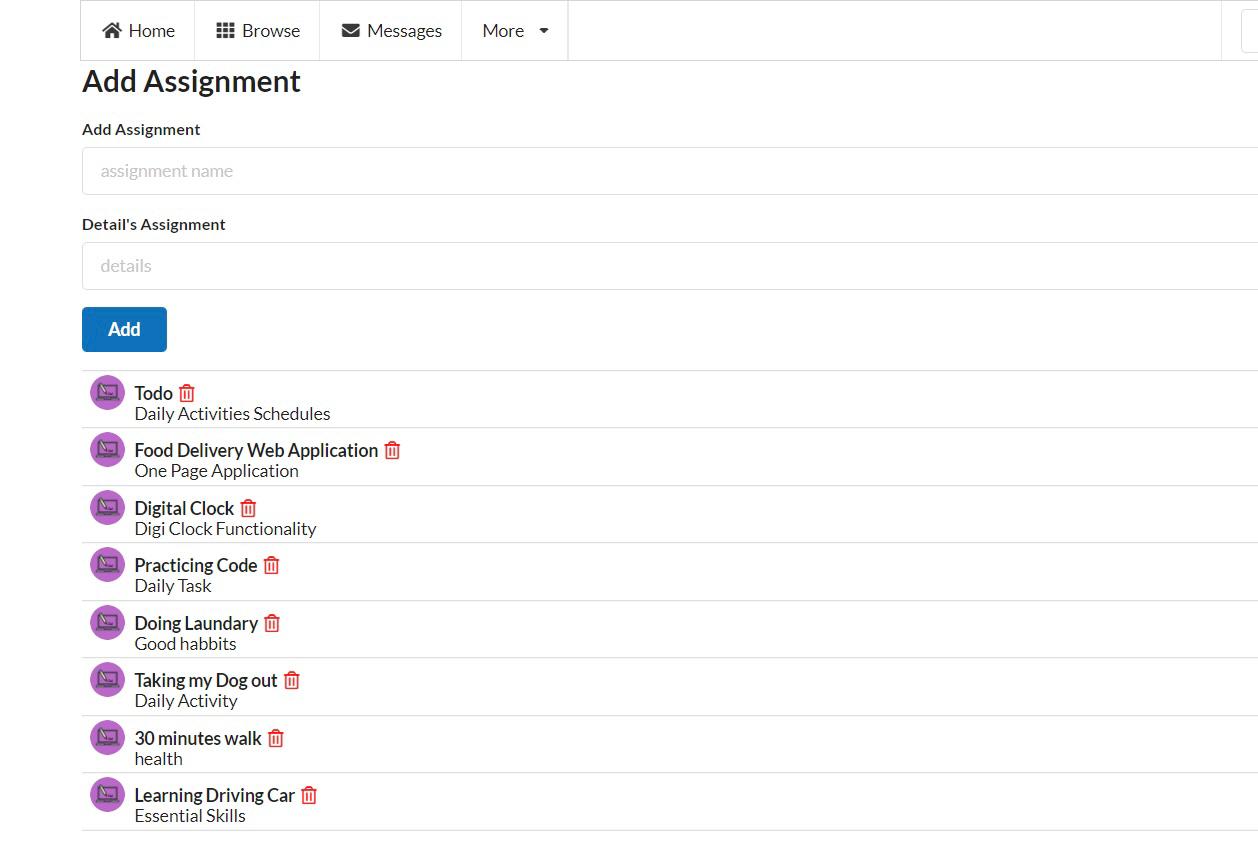 Home Browse Messages More
Add Assignment
Add Assignment
assignment name
Detail's Assignment
details
Add
Todo
Daily Activities Schedules
Food Delivery Web Application
One Page Application
Digital Clock
Digi Clock Functionality
Practicing Code
Daily Task
Doing Laundary
Good habbits
Taking my Dog out
Daily Activity
30 minutes walk
health
Learning Driving Car
Essential Skills